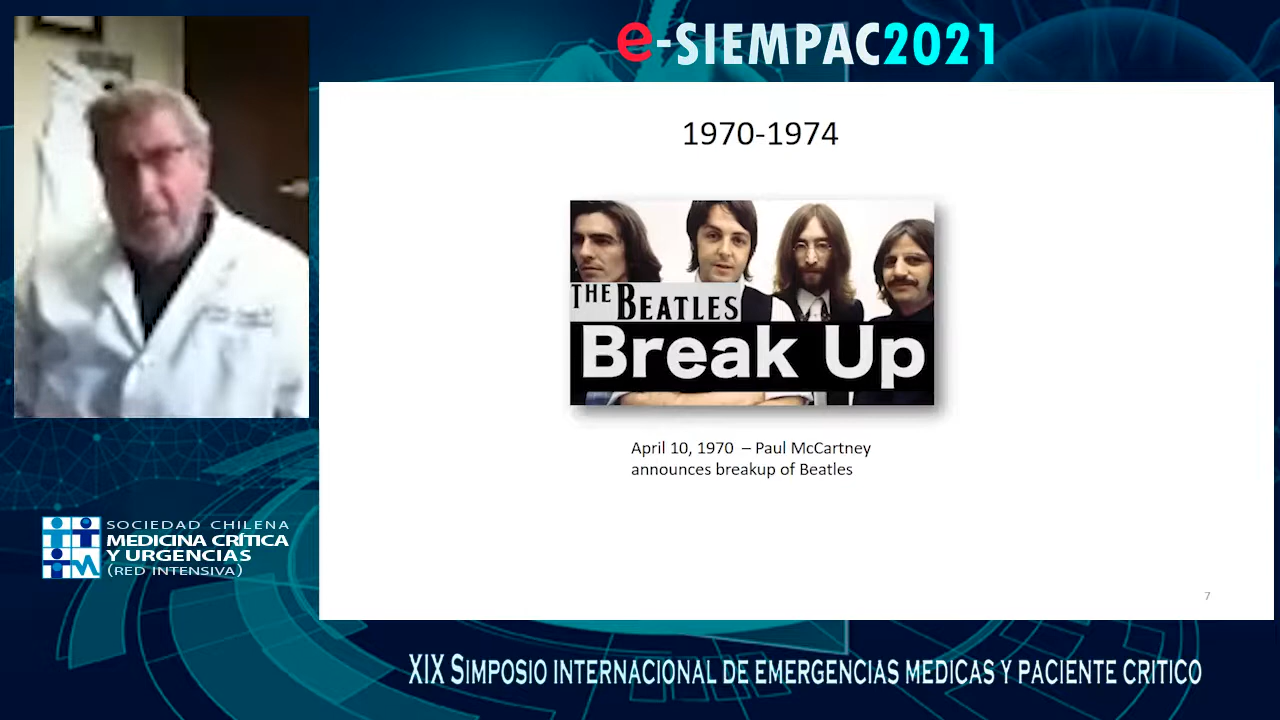 e-SIEMPAC2021
1970-1974
THE BEATLES
Break Up
April 10, 1970 – Paul McCartney
announces breakup of Beatles
7
SOCIEDAD CHILENA
MEDICINA CRÍTICA
Y URGENCIAS
(RED INTENSIVA)
XIX SIMPOSIO INTERNACIONAL DE EMERGENCIAS MEDICAS Y PACIENTE CRITICO